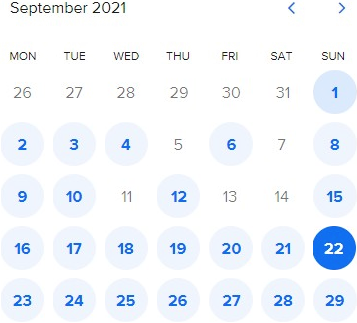 September 2021
MON TUE WED THU FRI SAT SUN
26 27 28 29 30 31 1
2 3 4 5 6 7 8
9 10 11 12 13 14 15
16 17 18 19 20 21 22
23 24 25 26 27 28 29